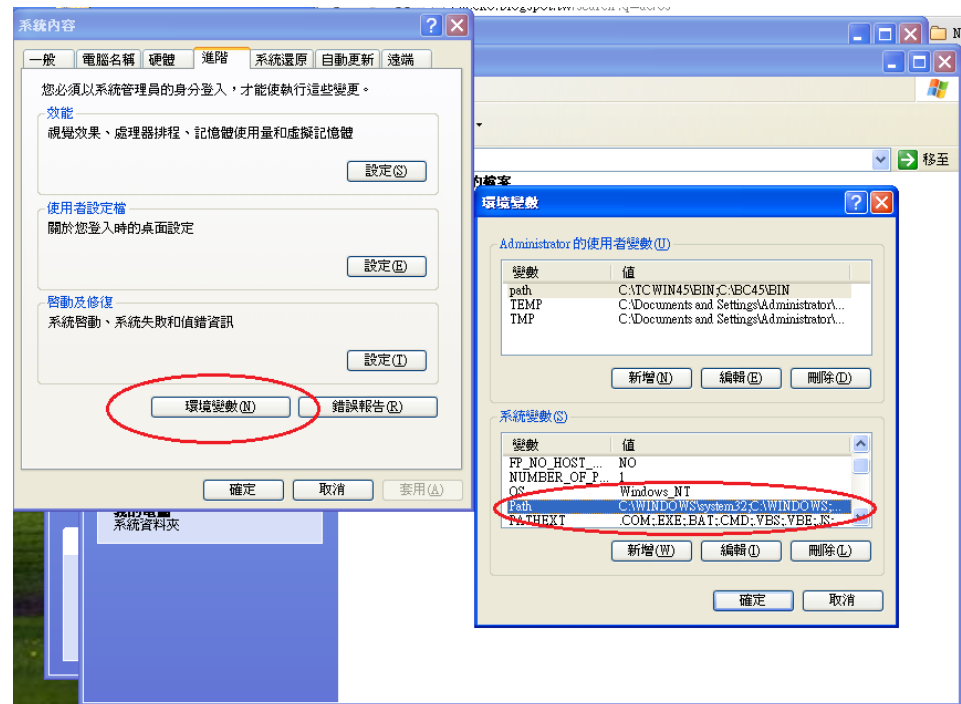 系統內容
一般 電腦名稱 硬體 進階 系統還原 自動更新 遠端
您必須以系統管理員的身分登入，才能使執行這些變更。
效能
視覺效果、處理器排程、記憶體使用量和虛擬記憶體
設定(S)
使用者設定檔
關於您登入時的桌面設定
設定(E)
啓動及修復
系統啓動、系統失敗和偵錯資訊
設定(T)
環境變數(N) 錯誤報告(R)
確定 取消 套用(A)
系統資料夾
移至
的檔案
環境變數
Administrator 的使用者變數(U)
變數 值
path C:\TCWIN45\BIN;C:\BC45\BIN
TEMP C:\Documents and Settings\Administrator\...
TMP C:\Documents and Settings\Administrator\...
新增(N) 編輯(E) 刪除(D)
系統變數(S)
變數 值
FP_NO_HOST_... NO
NUMBER_OF_P... 1
OS Windows_NT
Path C:\WINDOWS\system32;C:\WINDOWS;...
PATHEXT .COM;.EXE;.BAT;.CMD;.VBS;.VBE;.JS;...
新增(W) 編輯(I) 刪除(L)
確定 取消